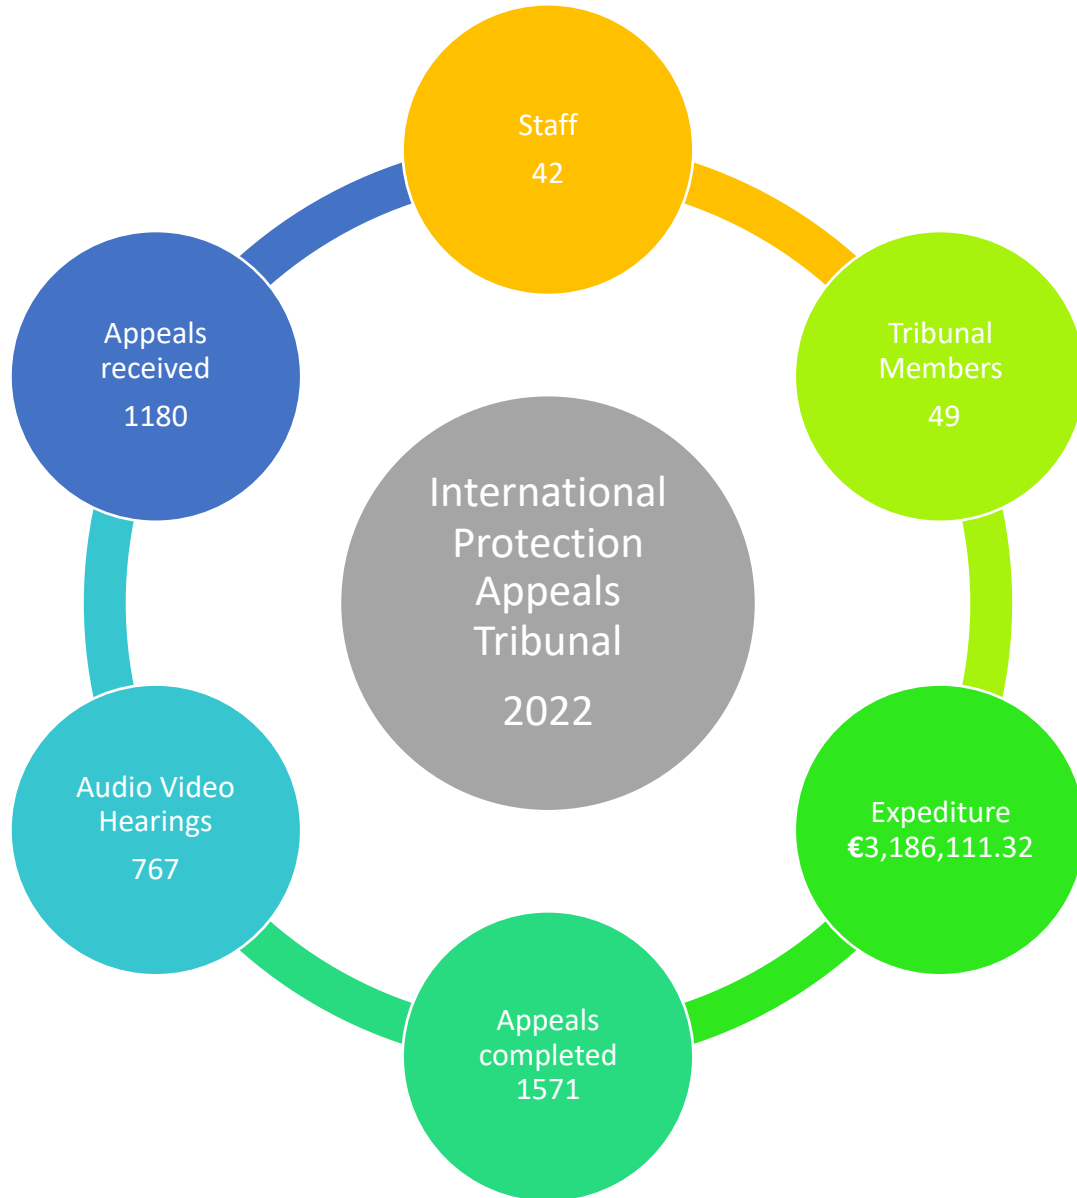 Staff
42
Tribunal
Members
49
Expediture
€3,186,111.32
Appeals
completed
1571
Audio Video
Hearings
767
Appeals
received
1180
International
Protection
Appeals
Tribunal
2022